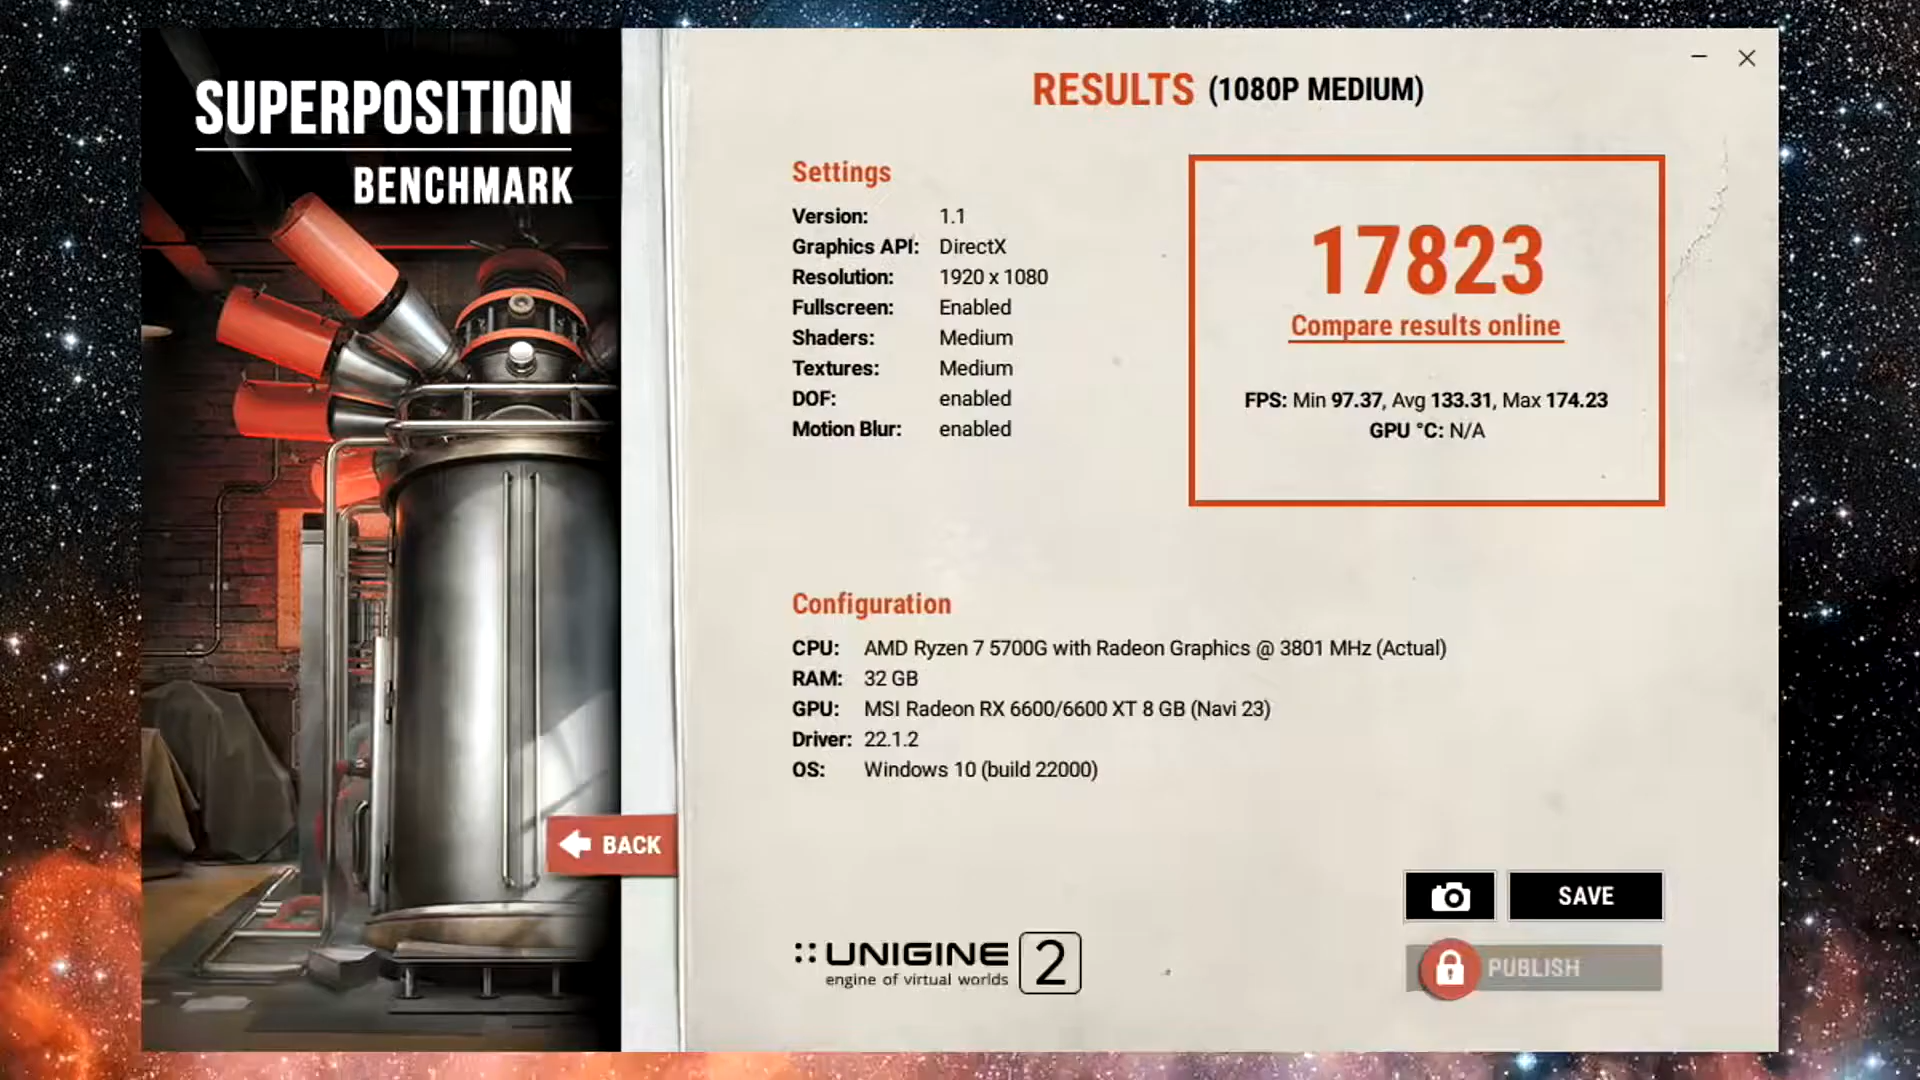 SUPERPOSITION
BENCHMARK
RESULTS (1080P MEDIUM)
Settings
Version: 1.1
Graphics API: DirectX
Resolution: 1920 x 1080
Fullscreen: Enabled
Shaders: Medium
Textures: Medium
DOF: enabled
Motion Blur: enabled
17823
Compare results online
FPS: Min 97.37, Avg 133.31, Max 174.23
GPU °C: N/A
Configuration
CPU: AMD Ryzen 7 5700G with Radeon Graphics @ 3801 MHz (Actual)
RAM: 32 GB
GPU: MSI Radeon RX 6600/6600 XT 8 GB (Navi 23)
Driver: 22.1.2
OS: Windows 10 (build 22000)
BACK
SAVE
PUBLISH
UNIGINE 2
engine of virtual worlds